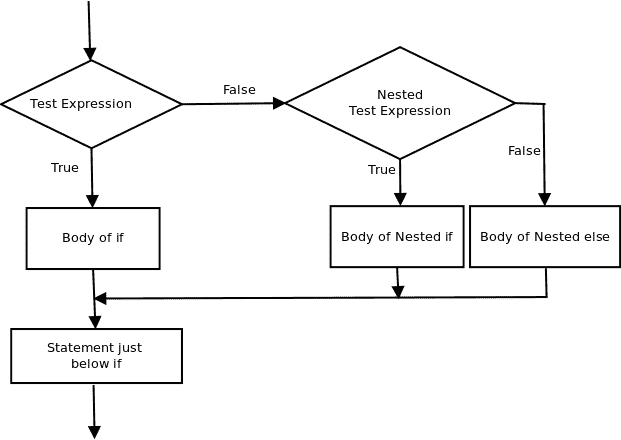 False
Test Expression
Nested
Test Expression
True
True
False
Body of if
Body of Nested if
Body of Nested else
Statement just
below if